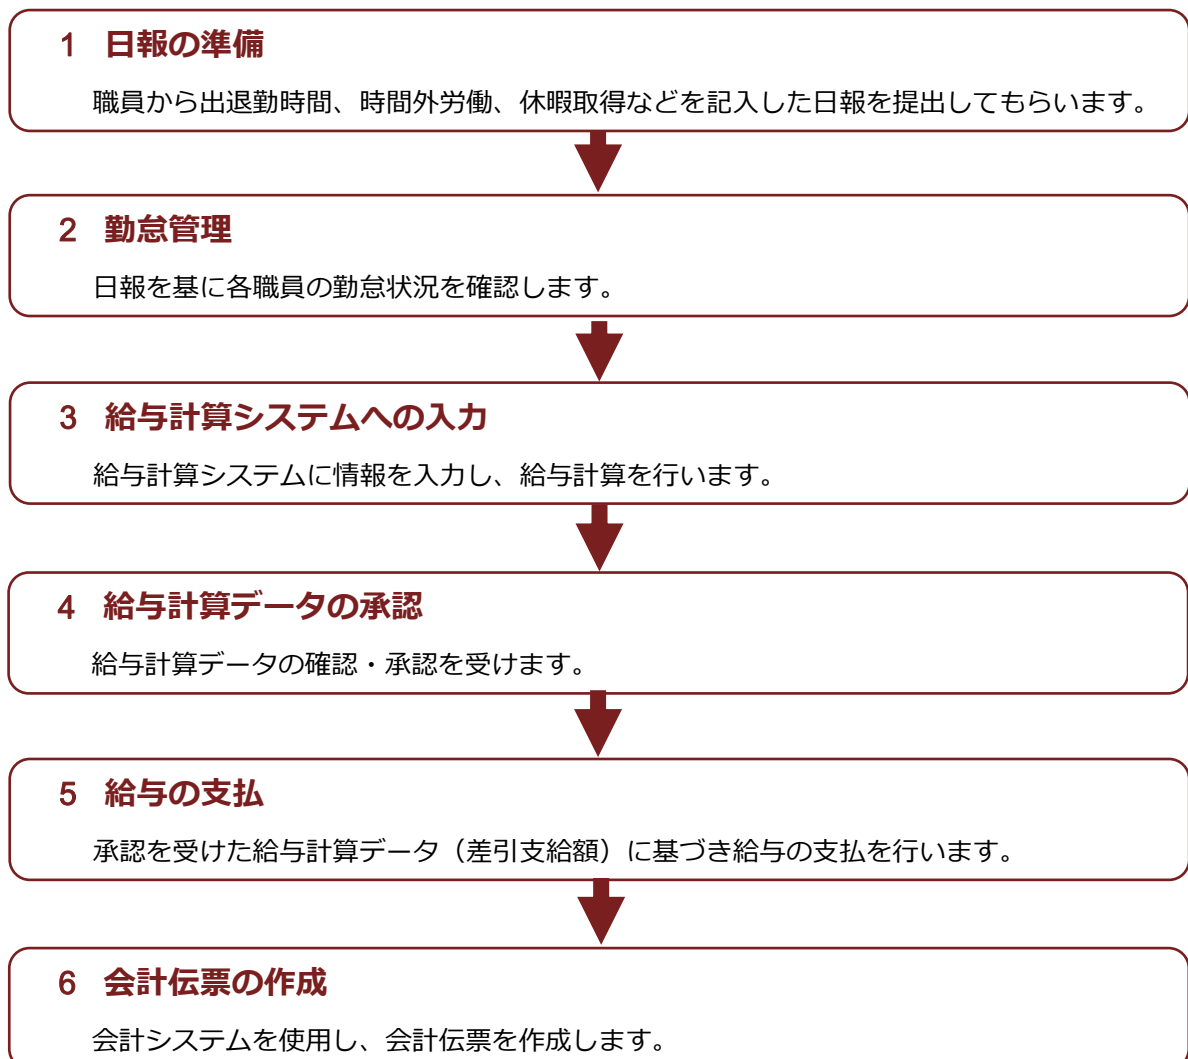 1 日報の準備
職員から出退勤時間、時間外労働、休暇取得などを記入した日報を提出してもらいます。
2 勤怠管理
日報を基に各職員の勤怠状況を確認します。
3 給与計算システムへの入力
給与計算システムに情報を入力し、給与計算を行います。
4 給与計算データの承認
給与計算データの確認・承認を受けます。
5 給与の支払
承認を受けた給与計算データ（差引支給額）に基づき給与の支払を行います。
6 会計伝票の作成
会計システムを使用し、会計伝票を作成します。